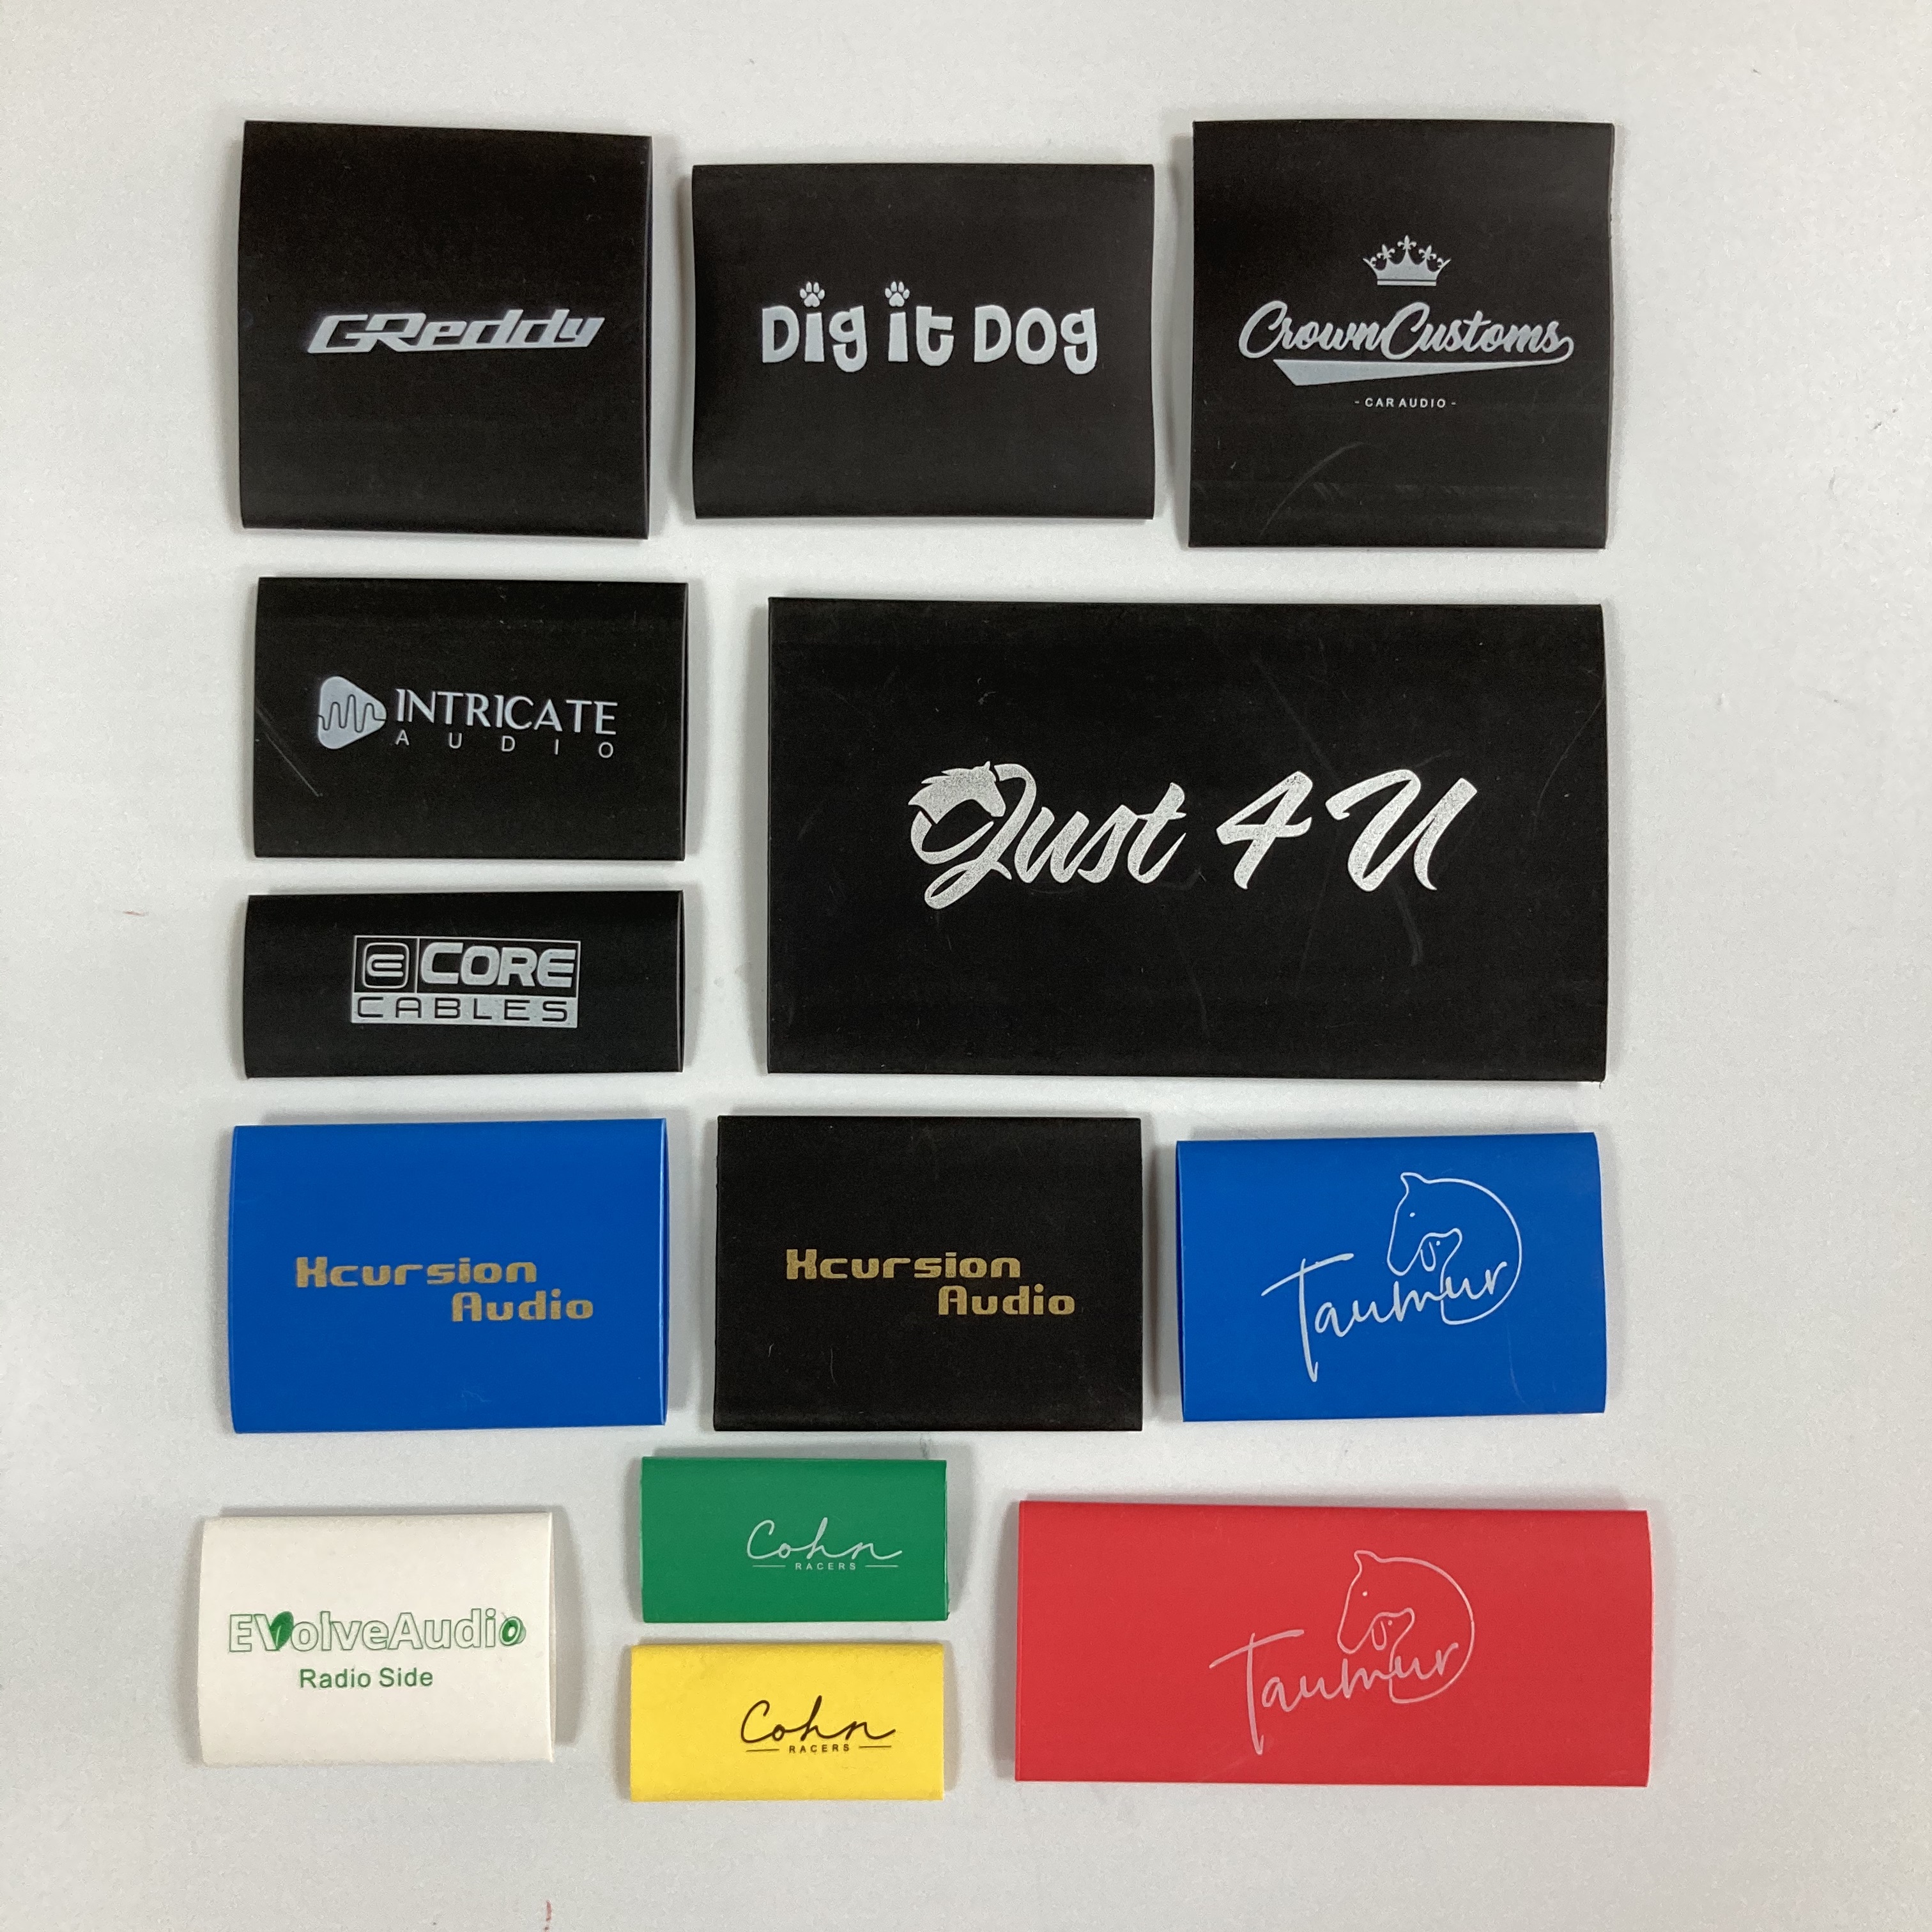 GReddy
Dig it Dog
CrownCustoms
- CAR AUDIO -
INTRICATE
AUDIO
Just 4 U
CORE
CABLES
Xcursion
Audio
Xcursion
Audio
Taumur
EVolveAudio
Radio Side
Cohn
RACERS
Cohn
RACERS
Taumur